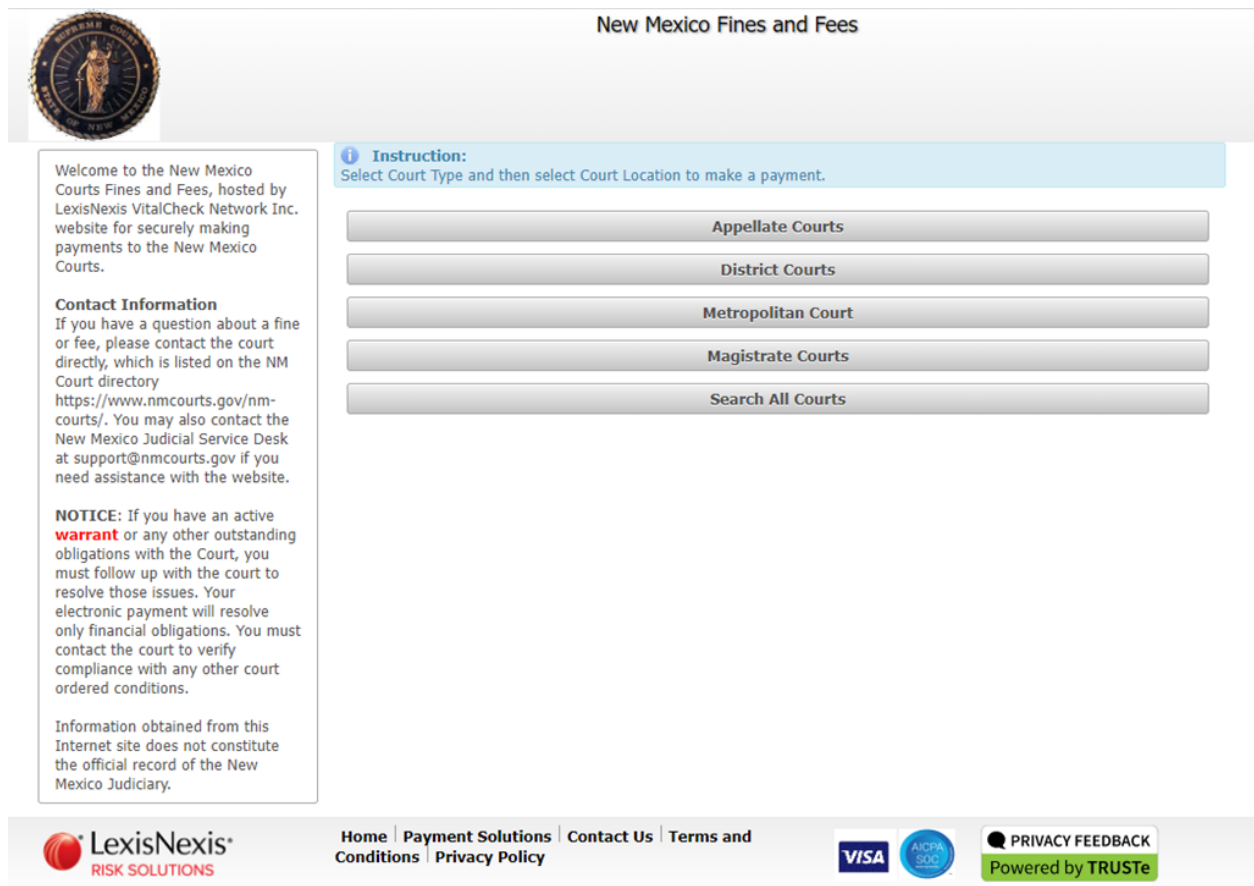 SUPREME COURT
STATE OF NEW MEXICO
New Mexico Fines and Fees
Welcome to the New Mexico
Courts Fines and Fees, hosted by
LexisNexis VitalCheck Network Inc.
website for securely making
payments to the New Mexico
Courts.
Contact Information
If you have a question about a fine
or fee, please contact the court
directly, which is listed on the NM
Court directory
https://www.nmcourts.gov/nm-
courts/. You may also contact the
New Mexico Judicial Service Desk
at support@nmcourts.gov if you
need assistance with the website.
NOTICE: If you have an active
warrant or any other outstanding
obligations with the Court, you
must follow up with the court to
resolve those issues. Your
electronic payment will resolve
only financial obligations. You must
contact the court to verify
compliance with any other court
ordered conditions.
Information obtained from this
Internet site does not constitute
the official record of the New
Mexico Judiciary.
i Instruction:
Select Court Type and then select Court Location to make a payment.
Appellate Courts
District Courts
Metropolitan Court
Magistrate Courts
Search All Courts
LexisNexis®
RISK SOLUTIONS
Home | Payment Solutions | Contact Us | Terms and
Conditions | Privacy Policy
VISA
AICPA
SOC
PRIVACY FEEDBACK
Powered by TRUSTe